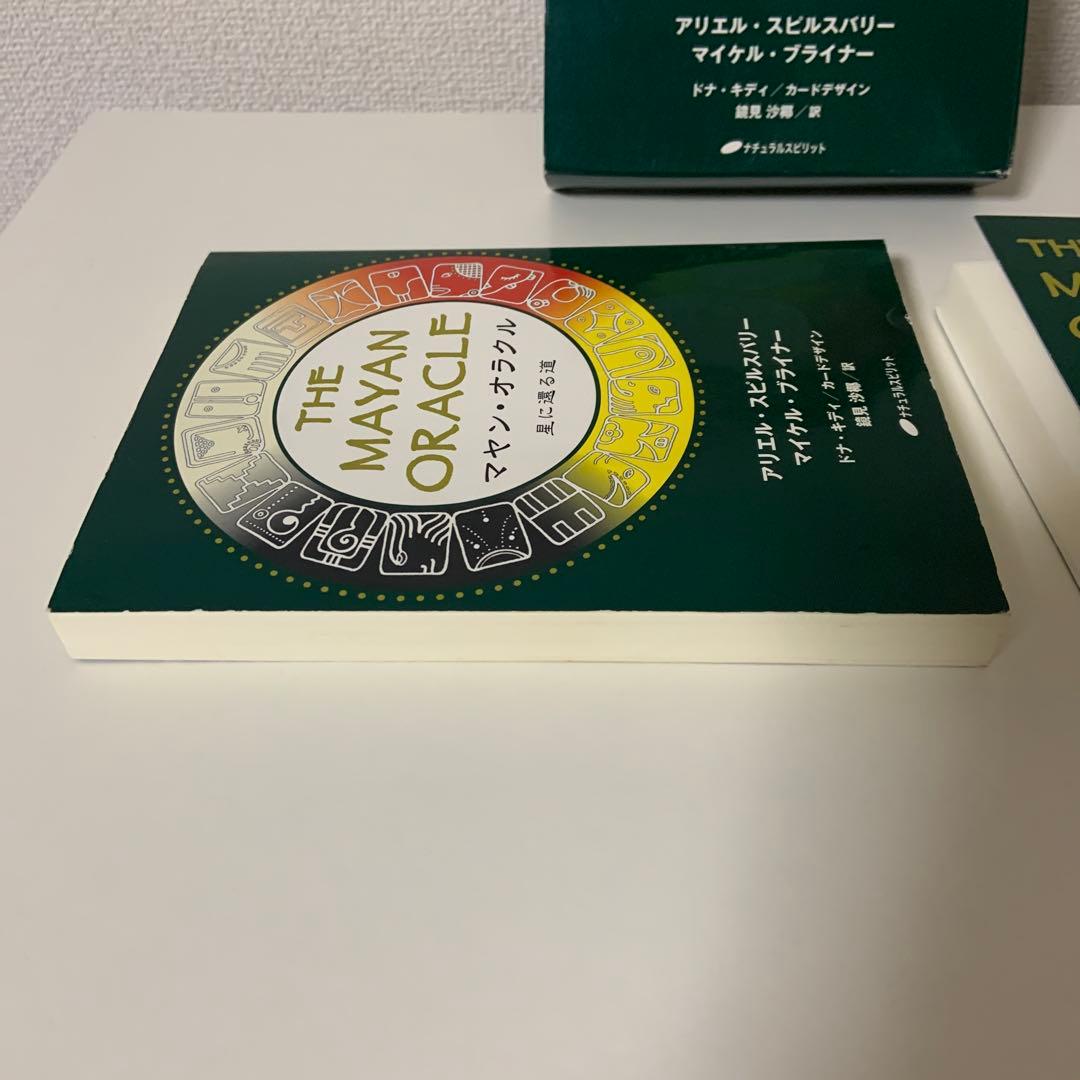 アリエル・スピルスバリー
マイケル・ブライナー
ドナ・キディ／カードデザイン
鏡見 沙椰／訳
ナチュラルスピリット
THE
MAYAN
ORACLE
マヤン・オラクル
星に還る道
アリエル・スピルスバリー
マイケル・ブライナー
ドナ・キディ／カードデザイン
鏡見 沙椰／訳
ナチュラルスピリット
TH
M